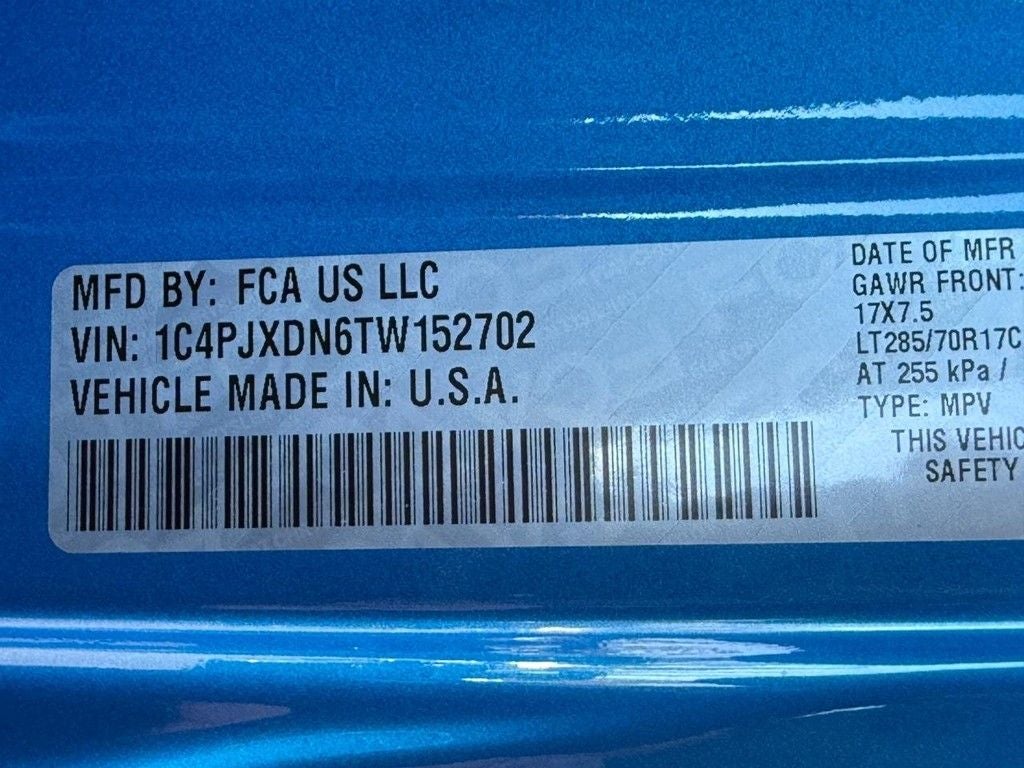 MFD BY: FCA US LLC
VIN: 1C4PJXDN6TW152702
VEHICLE MADE IN: U.S.A.
DATE OF MFR
GAWR FRONT:
17X7.5
LT285/70R17C
AT 255 kPa /
TYPE: MPV
THIS VEHIC
SAFETY